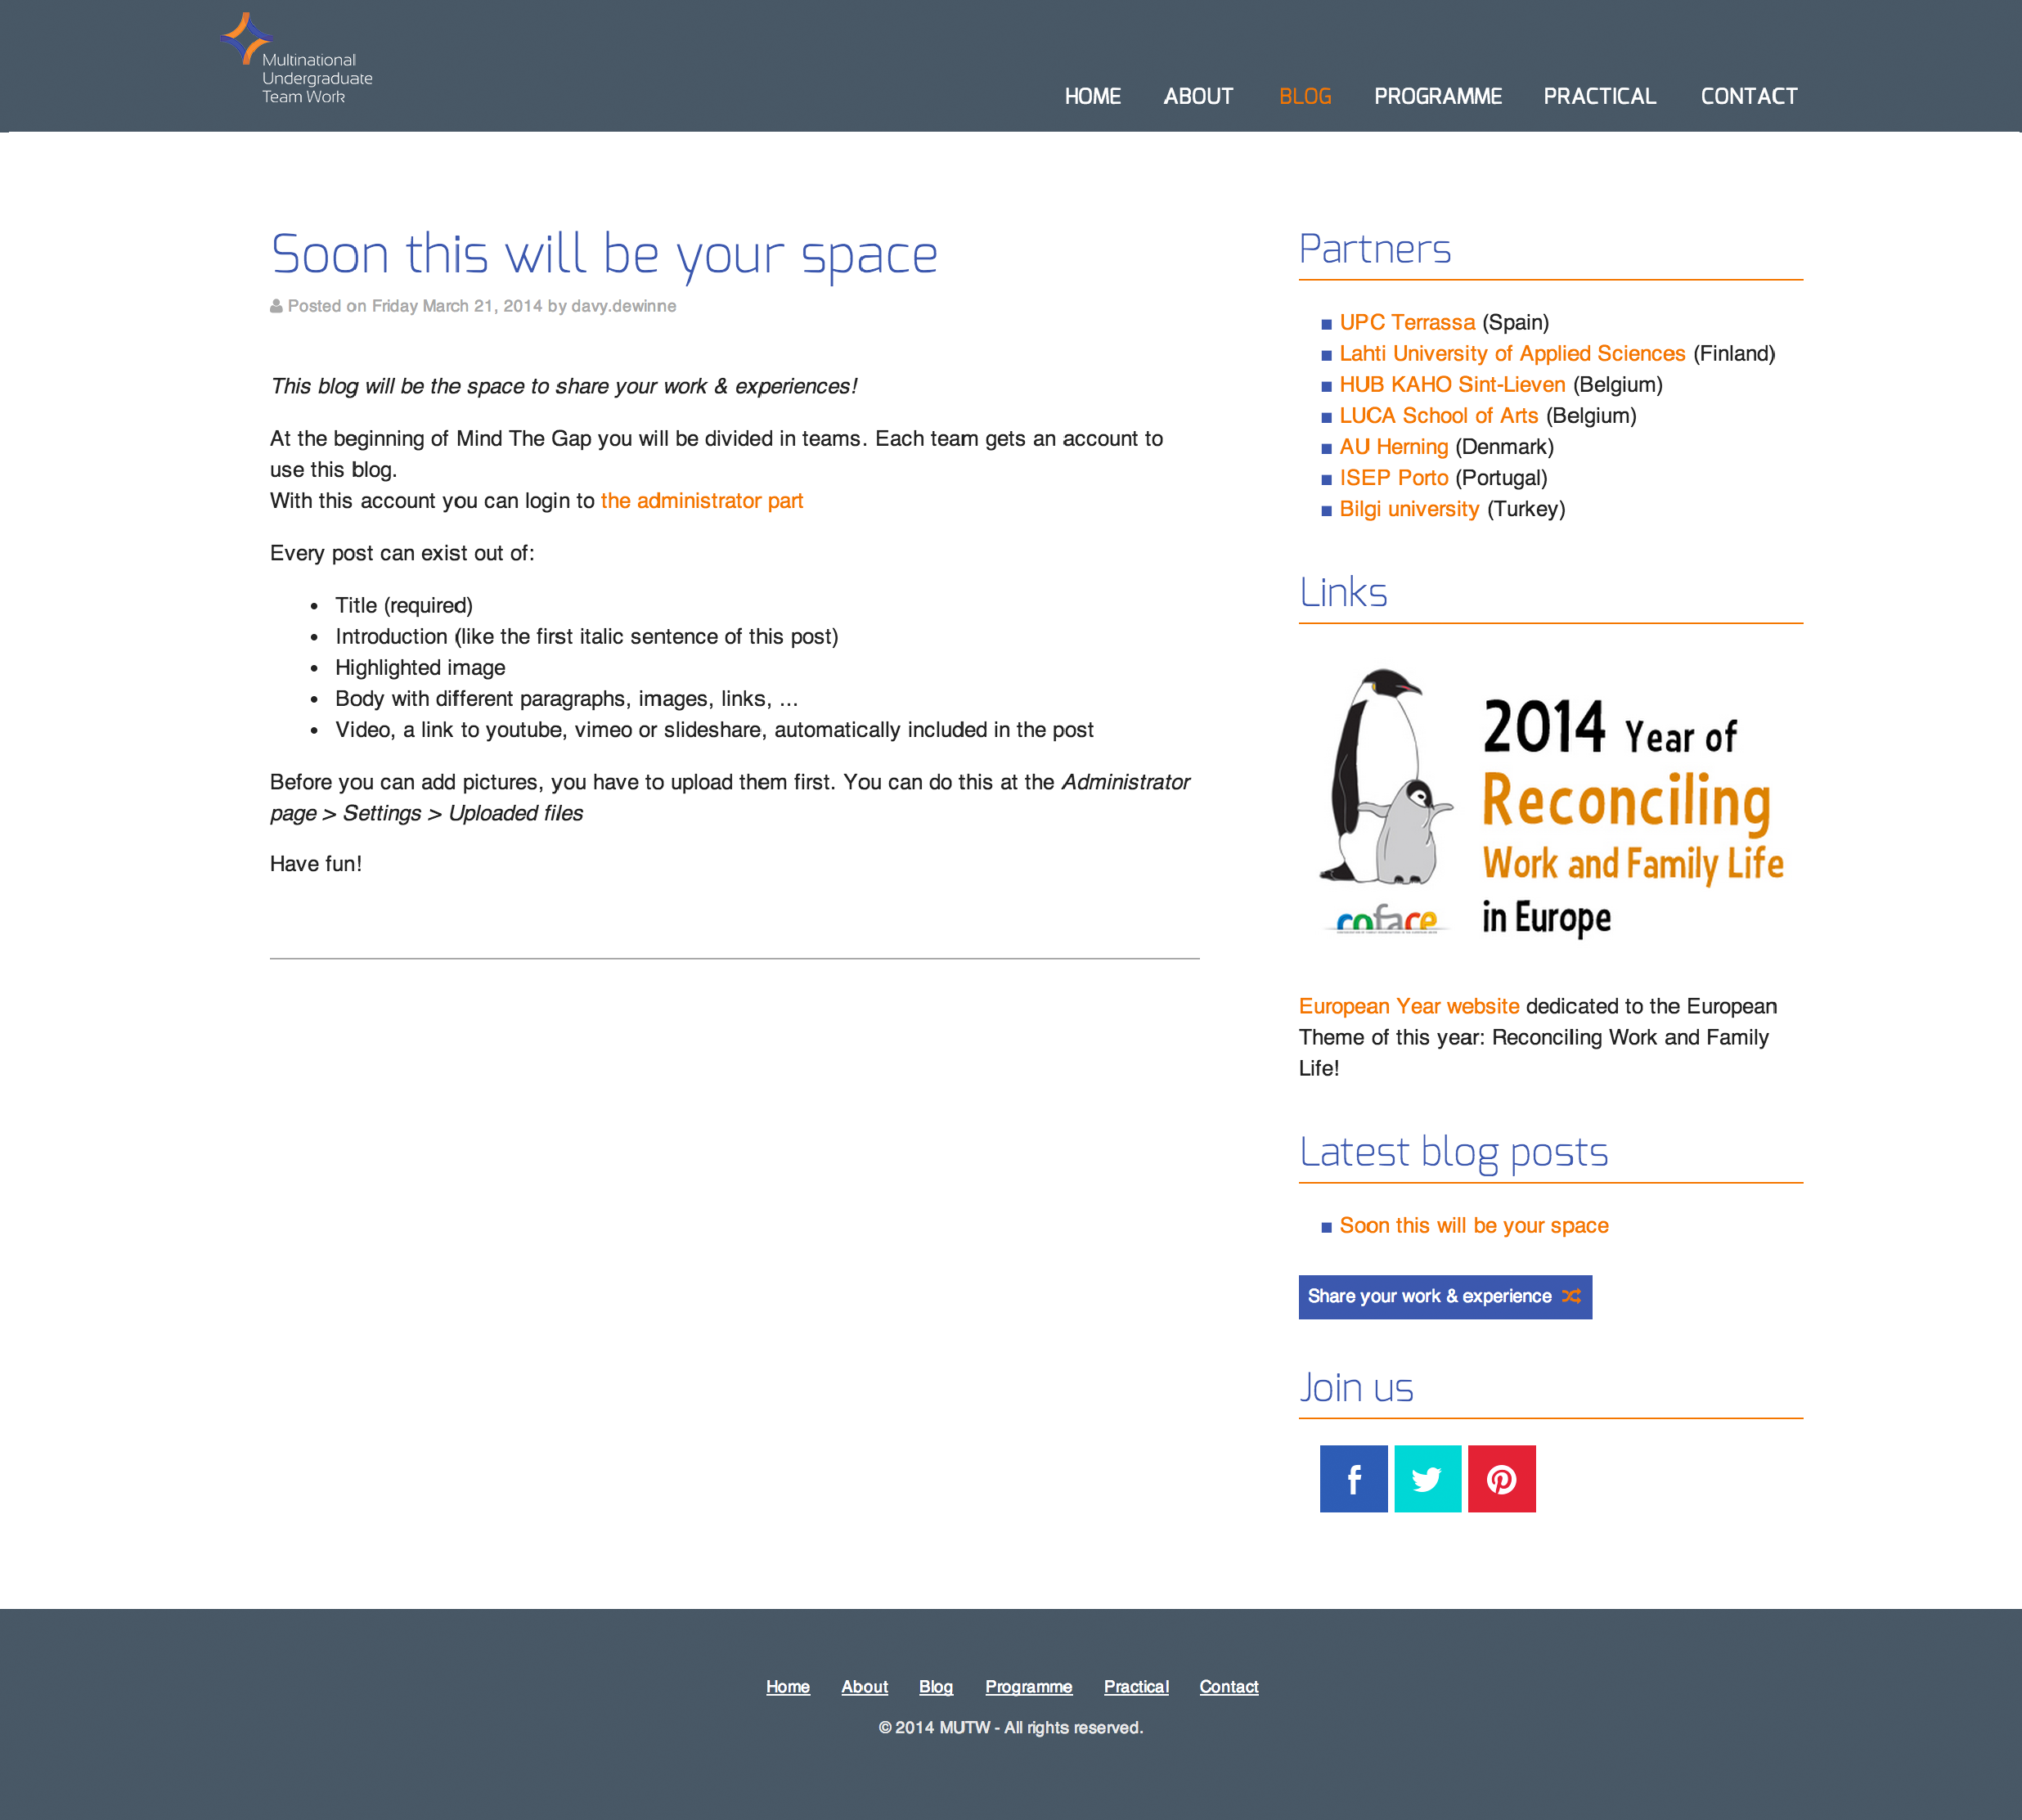 Multinational
Undergraduate
Team Work
HOME ABOUT BLOG PROGRAMME PRACTICAL CONTACT
Soon this will be your space
Posted on Friday March 21, 2014 by davy.dewinne
This blog will be the space to share your work & experiences!
At the beginning of Mind The Gap you will be divided in teams. Each team gets an account to
use this blog.
With this account you can login to the administrator part
Every post can exist out of:
• Title (required)
• Introduction (like the first italic sentence of this post)
• Highlighted image
• Body with different paragraphs, images, links, ...
• Video, a link to youtube, vimeo or slideshare, automatically included in the post
Before you can add pictures, you have to upload them first. You can do this at the Administrator
page > Settings > Uploaded files
Have fun!
Partners
UPC Terrassa (Spain)
Lahti University of Applied Sciences (Finland)
HUB KAHO Sint-Lieven (Belgium)
LUCA School of Arts (Belgium)
AU Herning (Denmark)
ISEP Porto (Portugal)
Bilgi university (Turkey)
Links
2014 Year of
Reconciling
Work and Family Life
in Europe
coface
European Year website dedicated to the European
Theme of this year: Reconciling Work and Family
Life!
Latest blog posts
Soon this will be your space
Share your work & experience
Join us
Home About Blog Programme Practical Contact
© 2014 MUTW - All rights reserved.